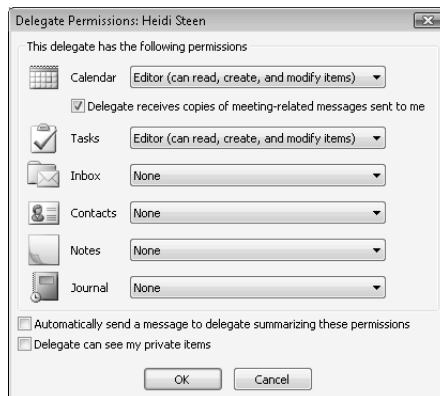 Delegate Permissions: Heidi Steen
This delegate has the following permissions
Calendar Editor (can read, create, and modify items)
Delegate receives copies of meeting-related messages sent to me
Tasks Editor (can read, create, and modify items)
Inbox None
Contacts None
Notes None
Journal None
Automatically send a message to delegate summarizing these permissions
Delegate can see my private items
OK Cancel